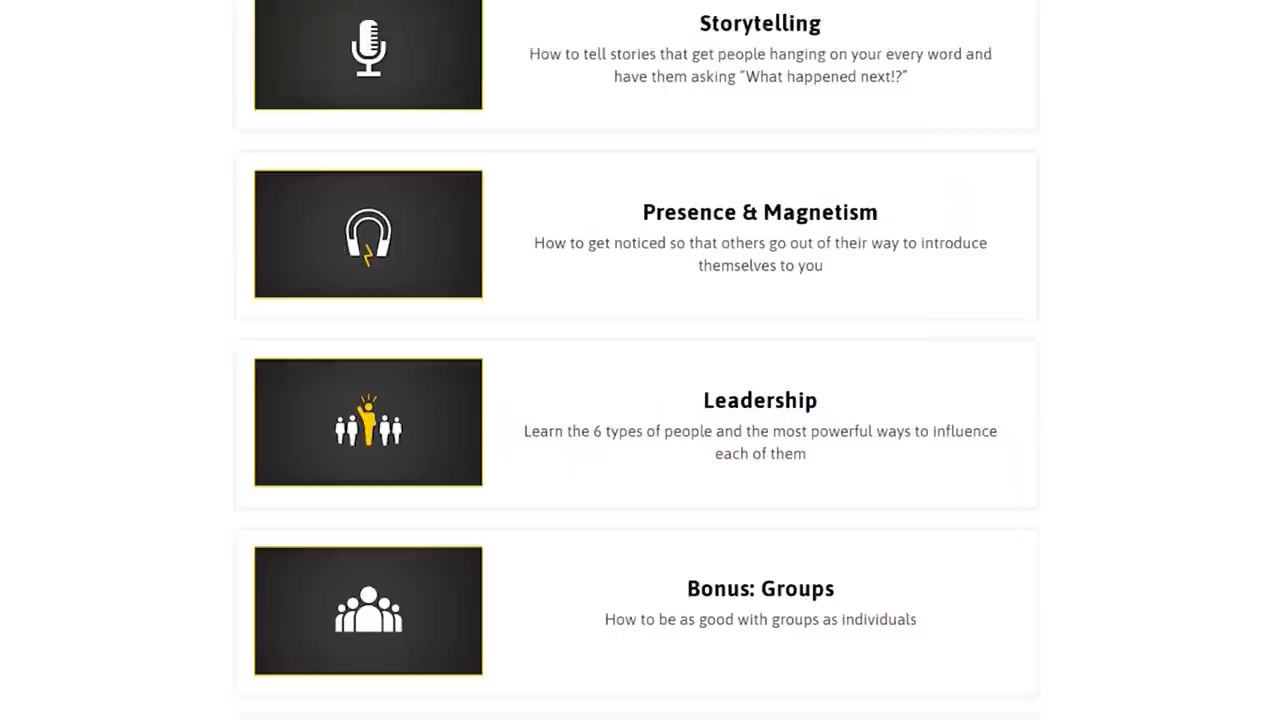 Storytelling
How to tell stories that get people hanging on your every word and
have them asking “What happened next!?”
Presence & Magnetism
How to get noticed so that others go out of their way to introduce
themselves to you
Leadership
Learn the 6 types of people and the most powerful ways to influence
each of them
Bonus: Groups
How to be as good with groups as individuals